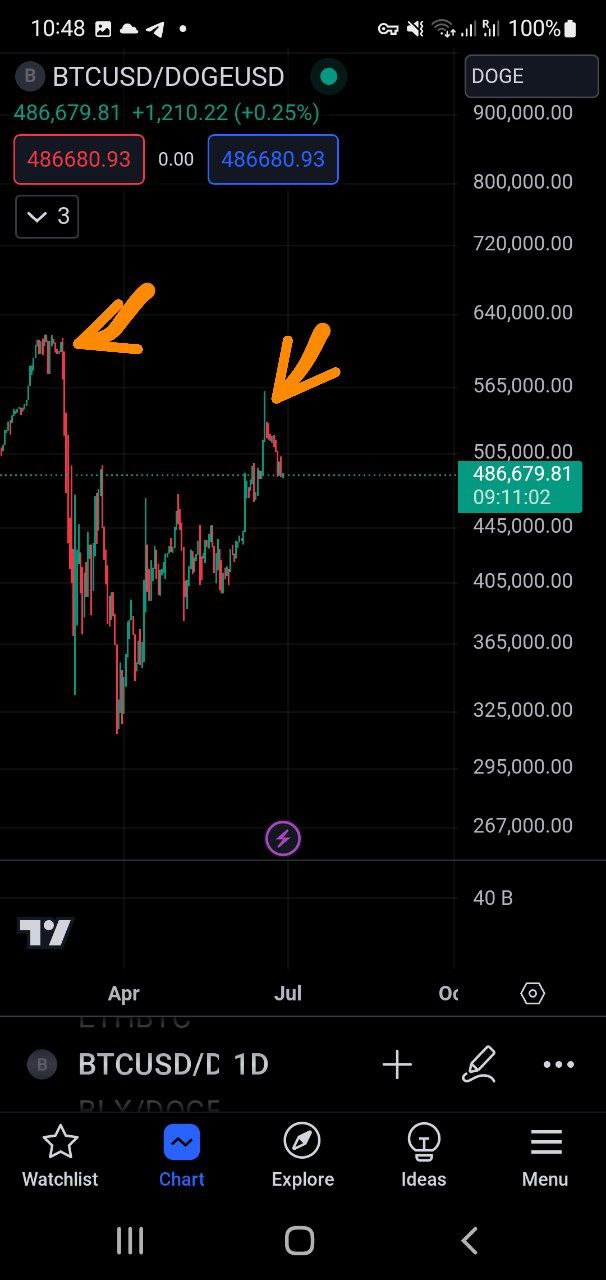 10:48 100%
BTCUSD/DOGEUSD DOGE
486,679.81 +1,210.22 (+0.25%)
900,000.00
486680.93 0.00 486680.93
800,000.00
3
720,000.00
640,000.00
565,000.00
505,000.00
486,679.81
09:11:02
445,000.00
405,000.00
365,000.00
325,000.00
295,000.00
267,000.00
40 B
Apr Jul Oc
ETHBTC
B BTCUSD/D 1D
BLX/DOGE
Watchlist Chart Explore Ideas Menu